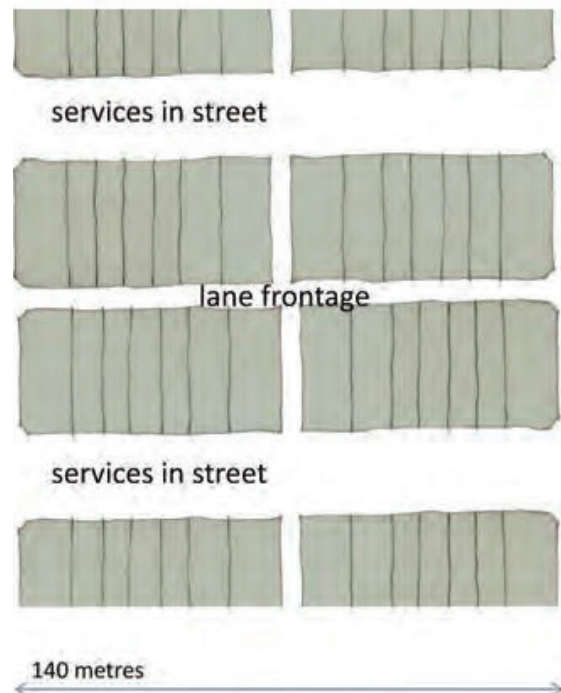 services in street
lane frontage
services in street
140 metres